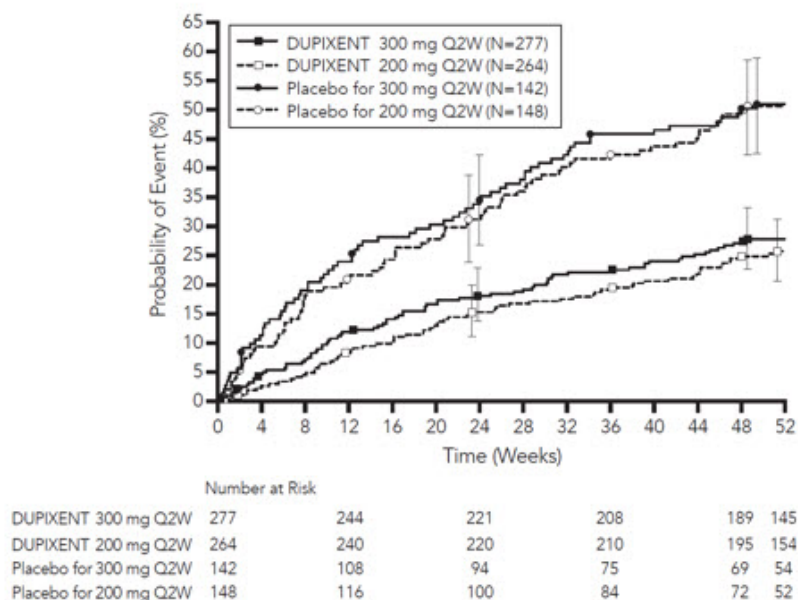 65
60
55
50
45
40
35
30
25
20
15
10
5
0
Probability of Event (%)
DUPIXENT 300 mg Q2W (N=277)
DUPIXENT 200 mg Q2W (N=264)
Placebo for 300 mg Q2W (N=142)
Placebo for 200 mg Q2W (N=148)
0 4 8 12 16 20 24 28 32 36 40 44 48 52
Time (Weeks)
Number at Risk
DUPIXENT 300 mg Q2W 277 244 221 208 189 145
DUPIXENT 200 mg Q2W 264 240 220 210 195 154
Placebo for 300 mg Q2W 142 108 94 75 69 54
Placebo for 200 mg Q2W 148 116 100 84 72 52